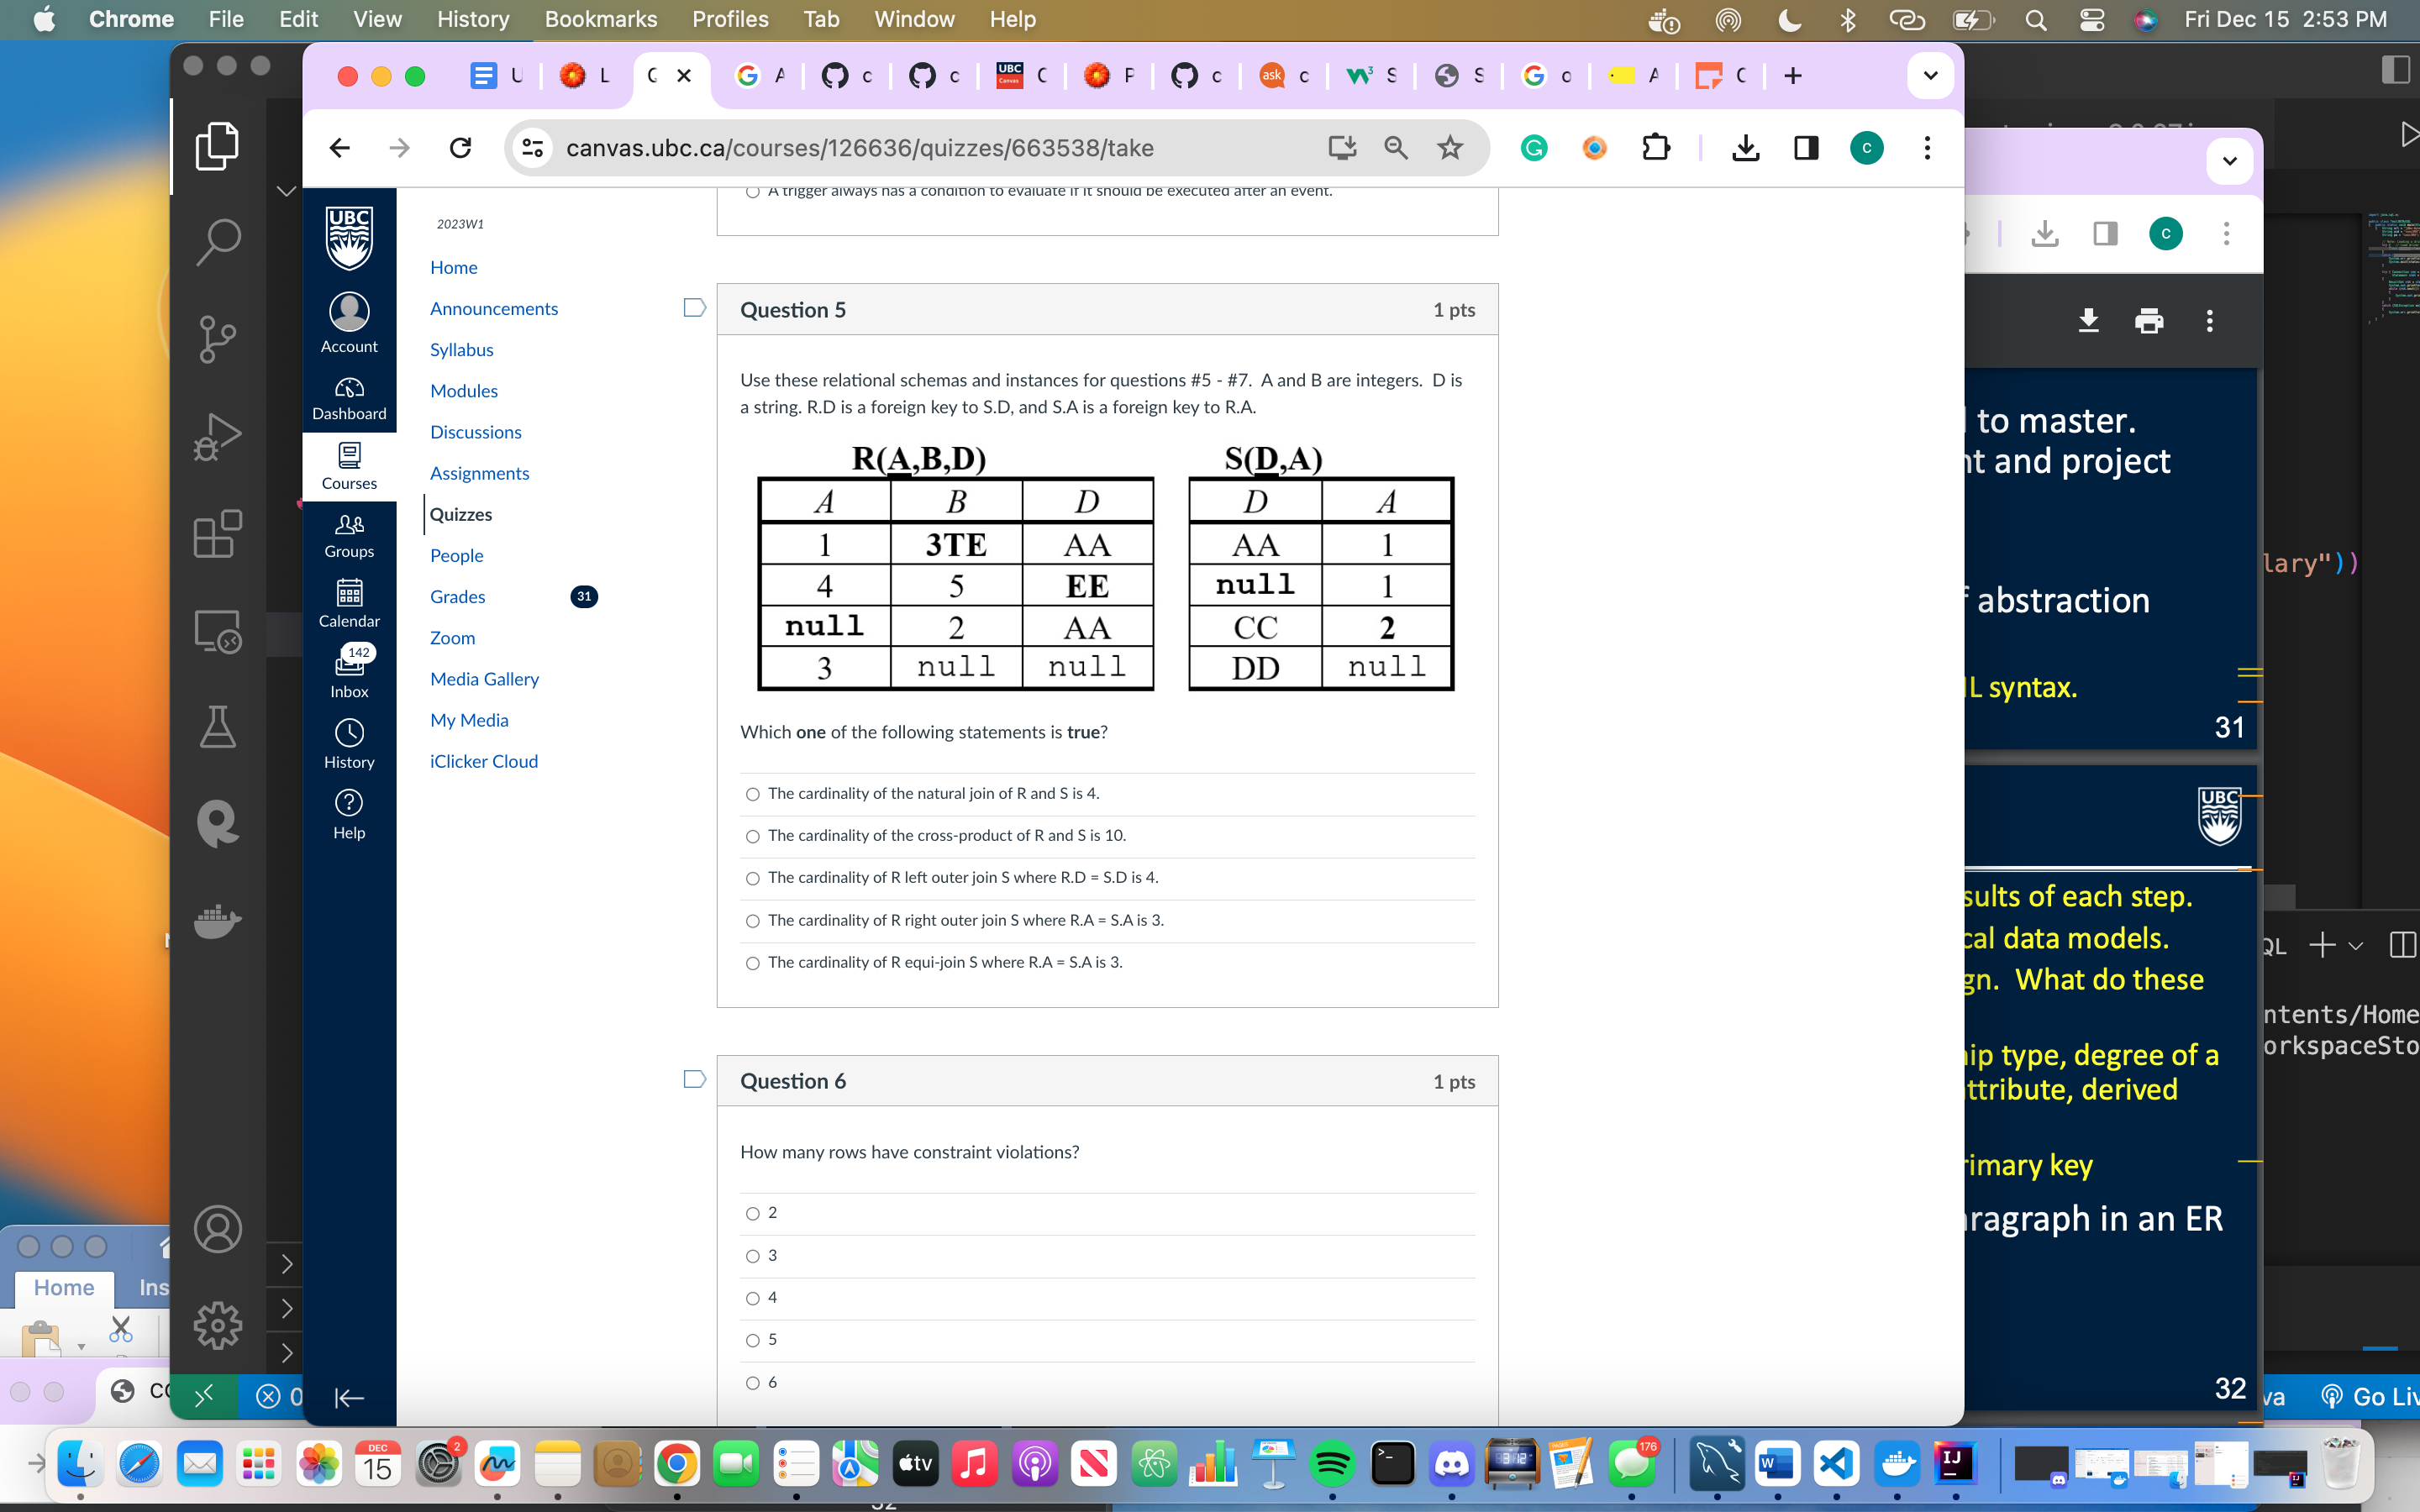 Chrome File Edit View History Bookmarks Profiles Tab Window Help Fri Dec 15 2:53 PM
canvas.ubc.ca/courses/126636/quizzes/663538/take
UBC
Account
Dashboard
Courses
Groups
Calendar
142
Inbox
History
Help
2023W1
Home
Announcements
Syllabus
Modules
Discussions
Assignments
Quizzes
People
Grades 31
Zoom
Media Gallery
My Media
iClicker Cloud
A trigger always has a condition to evaluate if it should be executed after an event.
Question 5 1 pts
Use these relational schemas and instances for questions #5 - #7. A and B are integers. D is
a string. R.D is a foreign key to S.D, and S.A is a foreign key to R.A.
R(A,B,D) S(D,A)
A B D D A
1 3TE AA AA 1
4 5 EE null 1
null 2 AA CC 2
3 null null DD null
Which one of the following statements is true?
The cardinality of the natural join of R and S is 4.
The cardinality of the cross-product of R and S is 10.
The cardinality of R left outer join S where R.D = S.D is 4.
The cardinality of R right outer join S where R.A = S.A is 3.
The cardinality of R equi-join S where R.A = S.A is 3.
Question 6 1 pts
How many rows have constraint violations?
2
3
4
5
6
to master.
nt and project
abstraction
L syntax.
31
UBC
sults of each step.
cal data models.
gn. What do these
ip type, degree of a
ttribute, derived
rimary key
ragraph in an ER
32
lary"))
QL
ntents/Home
orkspaceSto
va Go Liv
Home Ins
DEC
15
2
tv
176
W
IJ